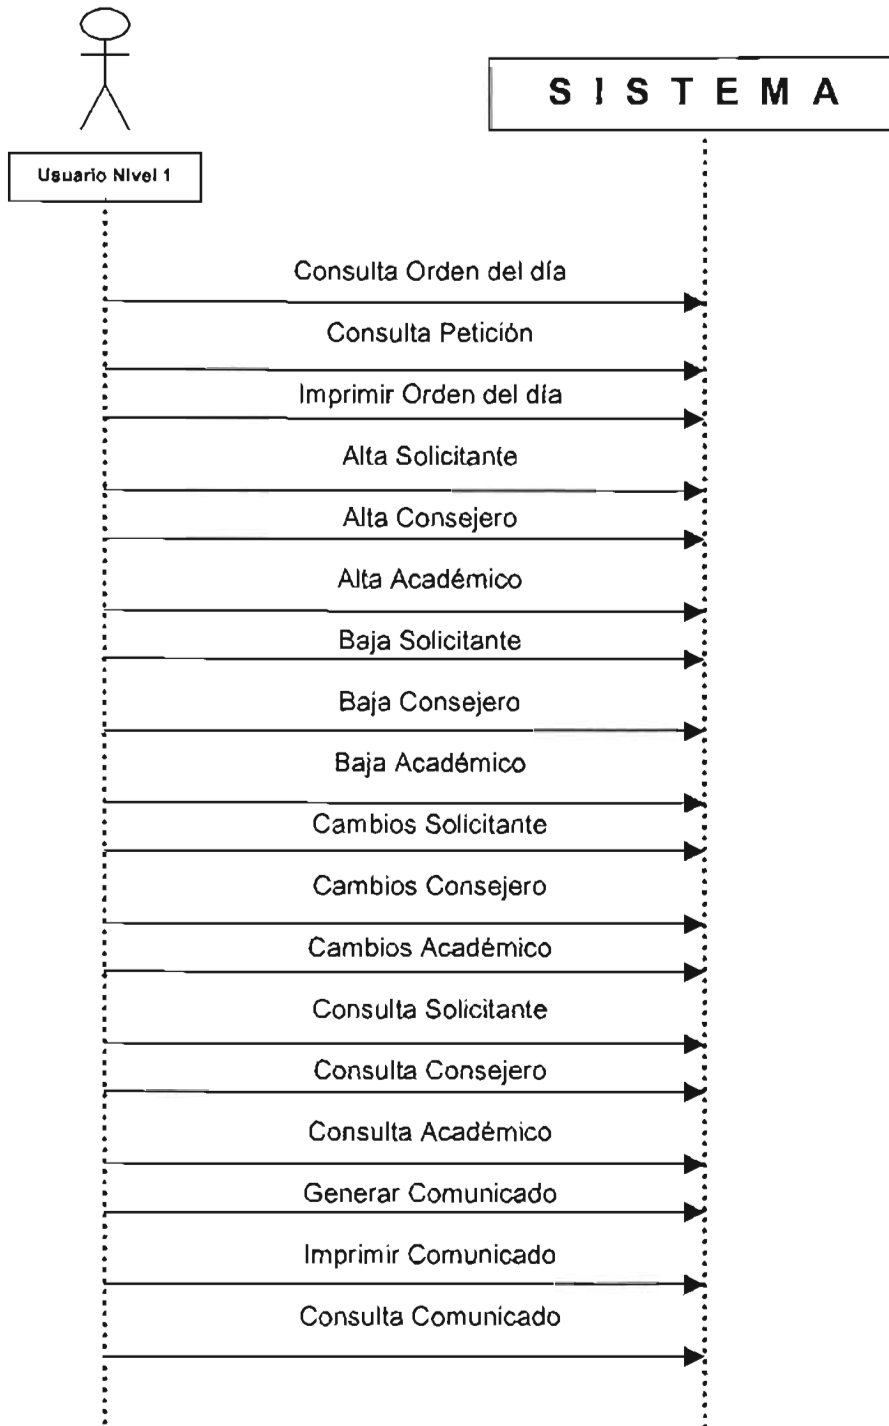 S I S T E M A
Usuario Nivel 1
Consulta Orden del día
Consulta Petición
Imprimir Orden del día
Alta Solicitante
Alta Consejero
Alta Académico
Baja Solicitante
Baja Consejero
Baja Académico
Cambios Solicitante
Cambios Consejero
Cambios Académico
Consulta Solicitante
Consulta Consejero
Consulta Académico
Generar Comunicado
Imprimir Comunicado
Consulta Comunicado